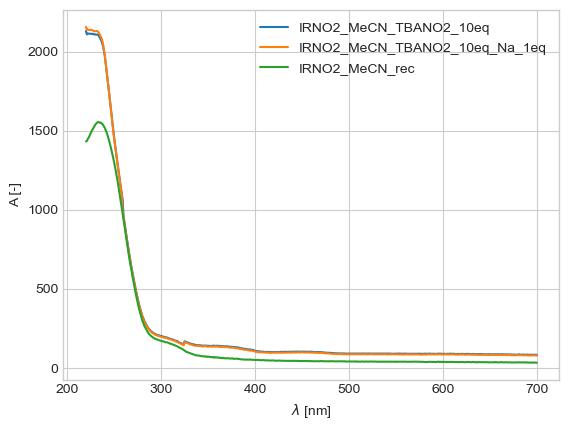 IRNO2_MeCN_TBANO2_10eq
IRNO2_MeCN_TBANO2_10eq_Na_1eq
IRNO2_MeCN_rec
A [-]
2000
1500
1000
500
0
200 300 400 500 600 700
λ [nm]